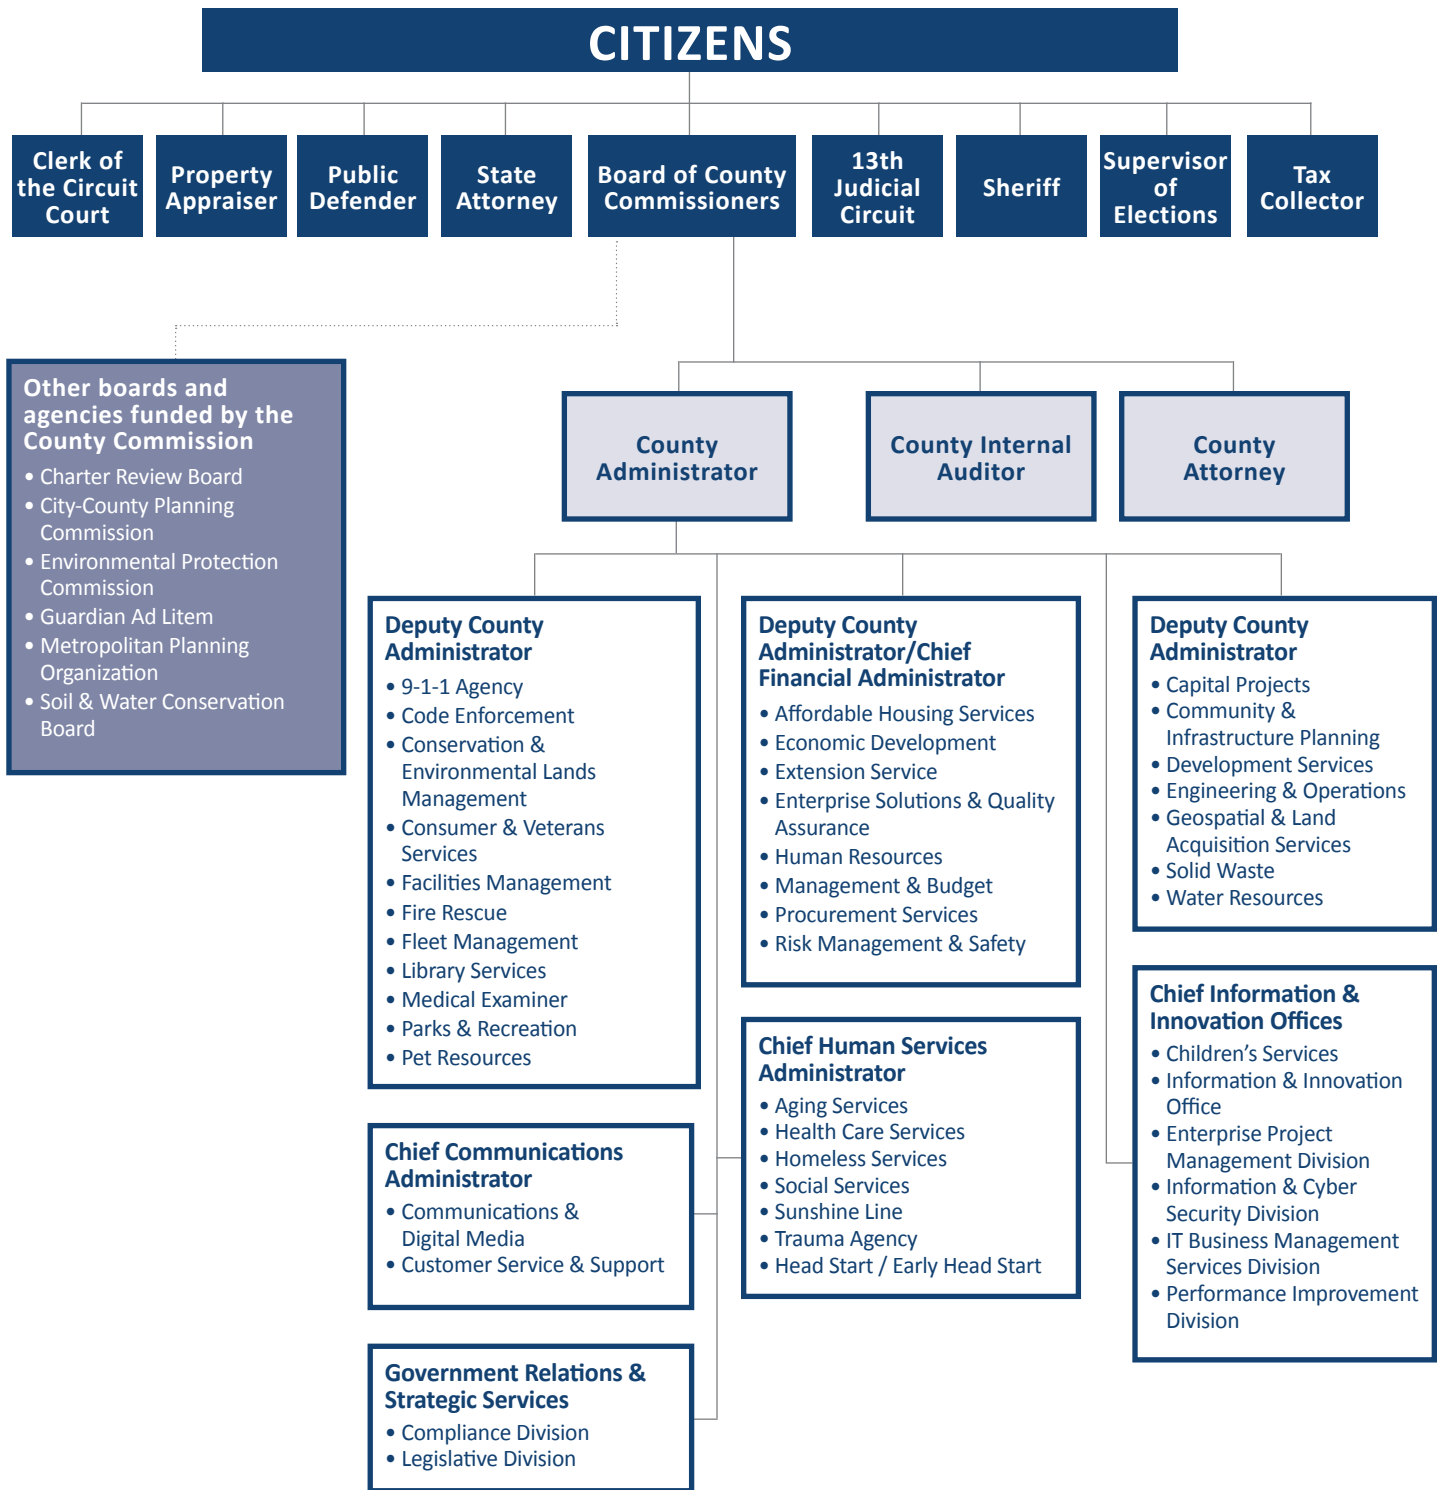 CITIZENS
Clerk of
the Circuit
Court
Property
Appraiser
Public
Defender
State
Attorney
Board of County
Commissioners
13th
Judicial
Circuit
Sheriff
Supervisor
of
Elections
Tax
Collector
Other boards and
agencies funded by the
County Commission
• Charter Review Board
• City-County Planning
Commission
• Environmental Protection
Commission
• Guardian Ad Litem
• Metropolitan Planning
Organization
• Soil & Water Conservation
Board
County
Administrator
County Internal
Auditor
County
Attorney
Deputy County
Administrator
• 9-1-1 Agency
• Code Enforcement
• Conservation &
Environmental Lands
Management
• Consumer & Veterans
Services
• Facilities Management
• Fire Rescue
• Fleet Management
• Library Services
• Medical Examiner
• Parks & Recreation
• Pet Resources
Deputy County
Administrator/Chief
Financial Administrator
• Affordable Housing Services
• Economic Development
• Extension Service
• Enterprise Solutions & Quality
Assurance
• Human Resources
• Management & Budget
• Procurement Services
• Risk Management & Safety
Deputy County
Administrator
• Capital Projects
• Community &
Infrastructure Planning
• Development Services
• Engineering & Operations
• Geospatial & Land
Acquisition Services
• Solid Waste
• Water Resources
Chief Communications
Administrator
• Communications &
Digital Media
• Customer Service & Support
Chief Human Services
Administrator
• Aging Services
• Health Care Services
• Homeless Services
• Social Services
• Sunshine Line
• Trauma Agency
• Head Start / Early Head Start
Chief Information &
Innovation Offices
• Children's Services
• Information & Innovation
Office
• Enterprise Project
Management Division
• Information & Cyber
Security Division
• IT Business Management
Services Division
• Performance Improvement
Division
Government Relations &
Strategic Services
• Compliance Division
• Legislative Division